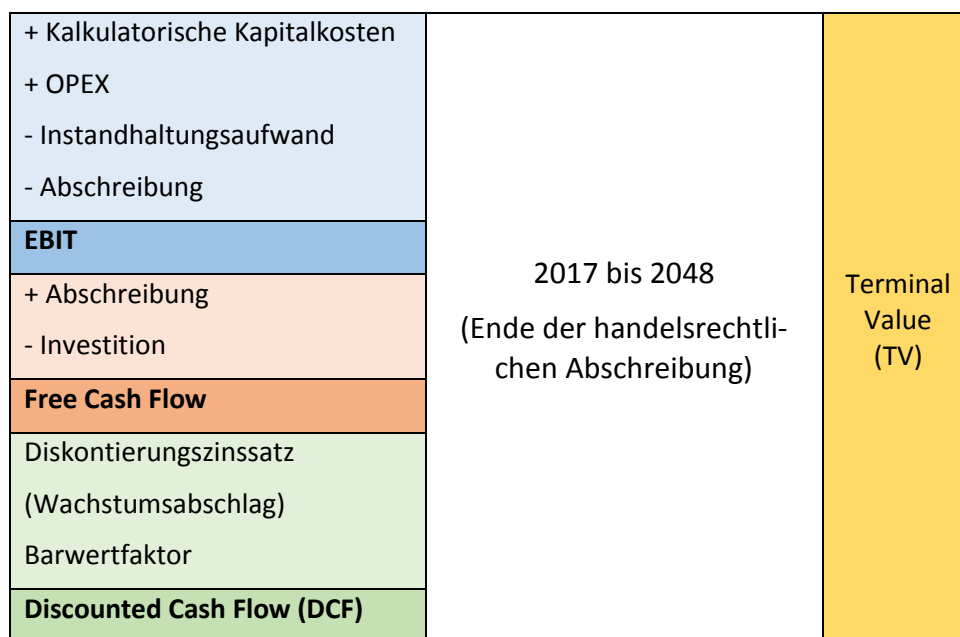 + Kalkulatorische Kapitalkosten
+ OPEX
- Instandhaltungsaufwand
- Abschreibung
EBIT
+ Abschreibung
- Investition
Free Cash Flow
Diskontierungszinssatz
(Wachstumsabschlag)
Barwertfaktor
Discounted Cash Flow (DCF)
2017 bis 2048
(Ende der handelsrechtli-
chen Abschreibung)
Terminal
Value
(TV)